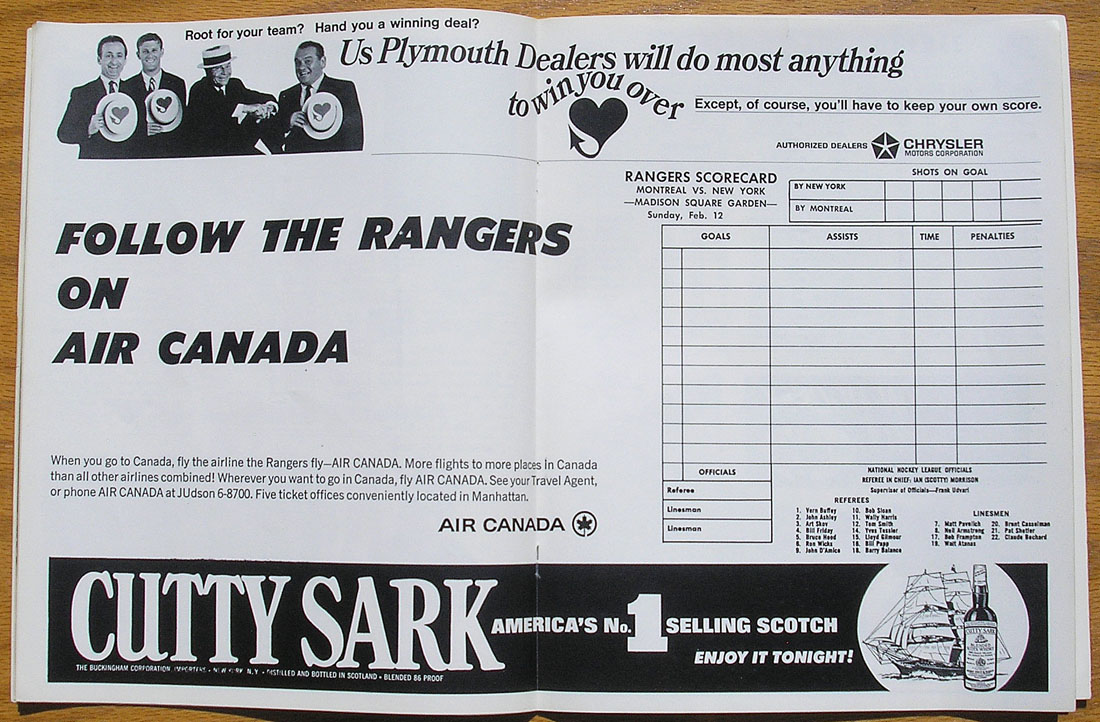 Root for your team? Hand you a winning deal?
Us Plymouth Dealers will do most anything
to win you over
Except, of course, you'll have to keep your own score.
AUTHORIZED DEALERS CHRYSLER
MOTORS CORPORATION
FOLLOW THE RANGERS
ON
AIR CANADA
When you go to Canada, fly the airline the Rangers fly—AIR CANADA. More flights to more places in Canada
than all other airlines combined! Wherever you want to go in Canada, fly AIR CANADA. See your Travel Agent,
or phone AIR CANADA at JUdson 6-8700. Five ticket offices conveniently located in Manhattan.
AIR CANADA
RANGERS SCORECARD
MONTREAL VS. NEW YORK
—MADISON SQUARE GARDEN—
Sunday, Feb. 12
SHOTS ON GOAL
BY NEW YORK
BY MONTREAL
GOALS ASSISTS TIME PENALTIES
OFFICIALS
Referee
Linesman
Linesman
NATIONAL HOCKEY LEAGUE OFFICIALS
REFEREE IN CHIEF: IAN (SCOTTY) MORRISON
Supervisor of Officials—Frank Udvari
REFEREES
1. Vern Buffey 10. Bob Sloan
2. John Ashley 11. Wally Harris
3. Art Skov 12. Tom Smith
4. Bill Friday 14. Yves Tessier
5. Bruce Hood 15. Lloyd Gilmour
6. Ron Wicks 16. Bill Papp
9. John D'Amico 18. Barry Balance
LINESMEN
7. Matt Pavelich 20. Brent Casselman
8. Neil Armstrong 21. Pat Shetler
17. Bob Frampton 22. Claude Bechard
19. Walt Atanas
CUTTY SARK
AMERICA'S No. 1 SELLING SCOTCH
ENJOY IT TONIGHT!
THE BUCKINGHAM CORPORATION, IMPORTERS • NEW YORK, N.Y. • DISTILLED AND BOTTLED IN SCOTLAND • BLENDED 86 PROOF
CUTTY SARK